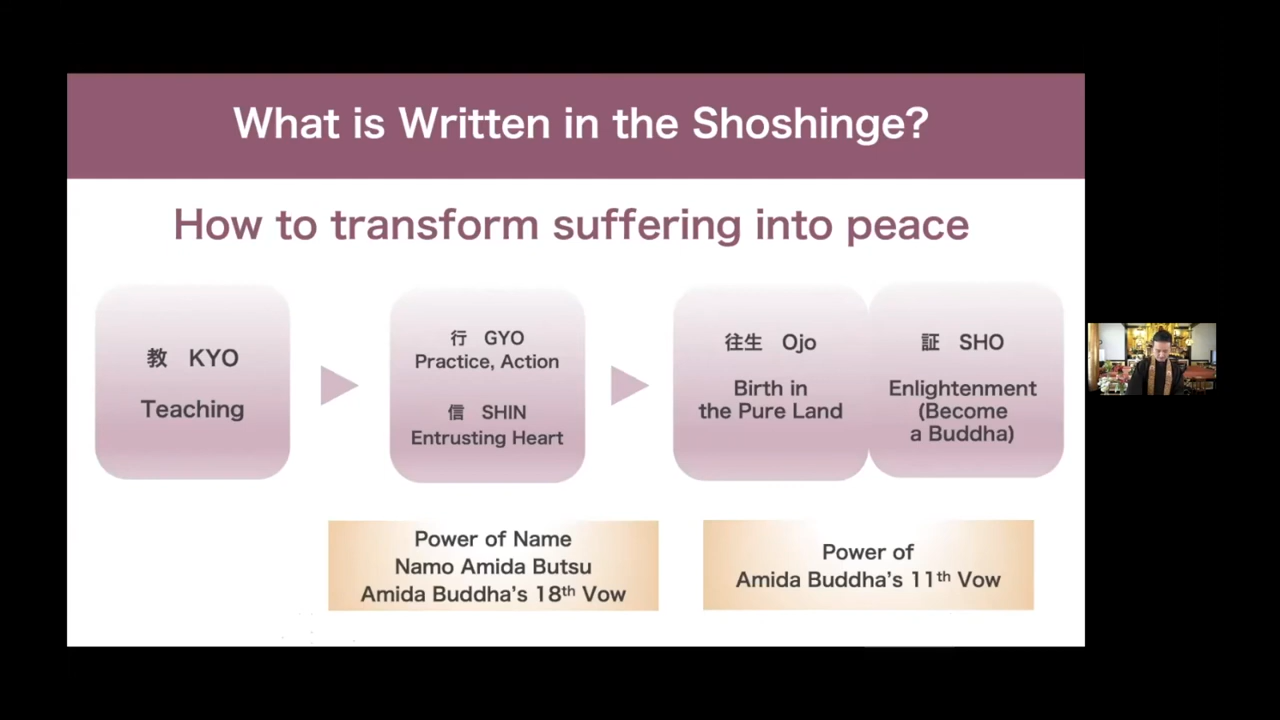 What is Written in the Shoshinge?
How to transform suffering into peace
教 KYO
Teaching
行 GYO
Practice, Action
信 SHIN
Entrusting Heart
往生 Ojo
Birth in
the Pure Land
証 SHO
Enlightenment
(Become
a Buddha)
Power of Name
Namo Amida Butsu
Amida Buddha's 18th Vow
Power of
Amida Buddha's 11th Vow